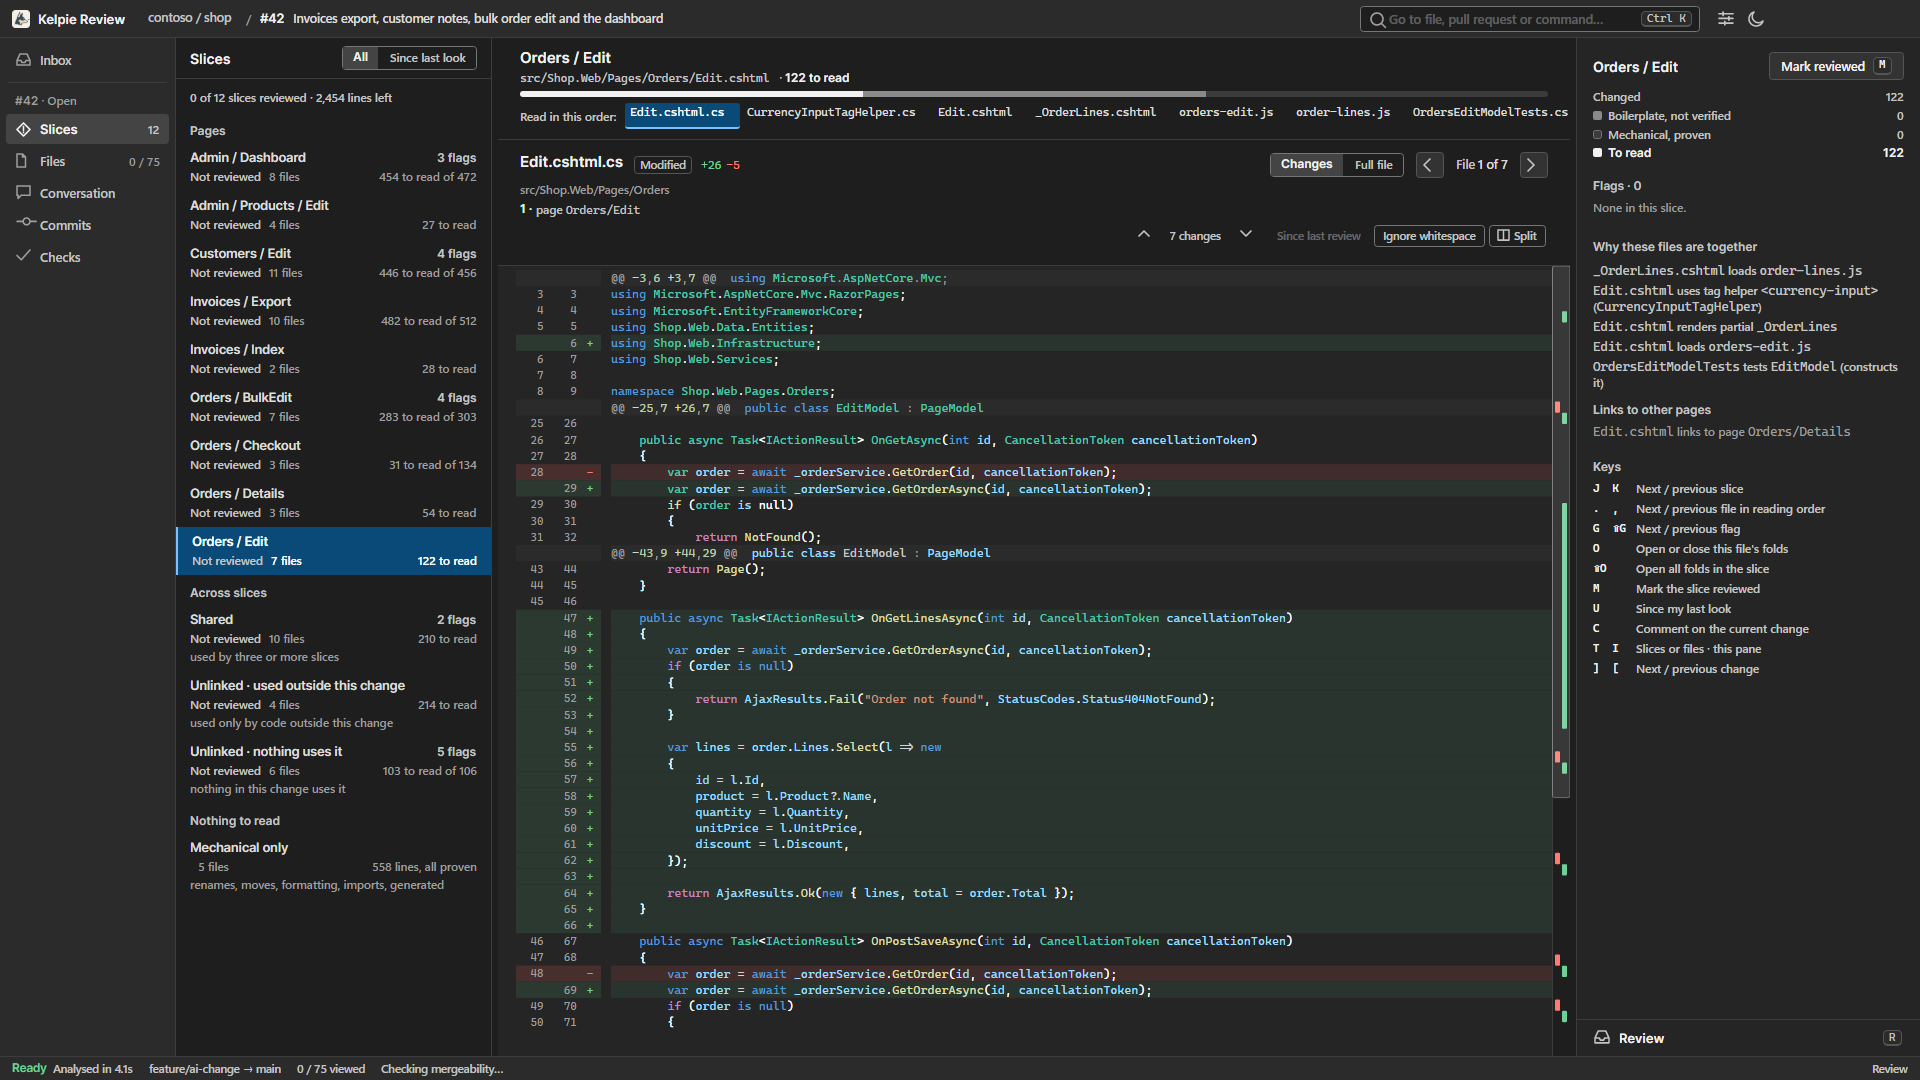 Kelpie Review
contoso / shop / #42 Invoices export, customer notes, bulk order edit and the dashboard
Go to file, pull request or command... Ctrl K
Inbox
#42 · Open
Slices 12
Files 0 / 75
Conversation
Commits
Checks
Slices
All Since last look
0 of 12 slices reviewed · 2,454 lines left
Pages
Admin / Dashboard 3 flags
Not reviewed 8 files 454 to read of 472
Admin / Products / Edit
Not reviewed 4 files 27 to read
Customers / Edit 4 flags
Not reviewed 11 files 446 to read of 456
Invoices / Export
Not reviewed 10 files 482 to read of 512
Invoices / Index
Not reviewed 2 files 28 to read
Orders / BulkEdit 4 flags
Not reviewed 7 files 283 to read of 303
Orders / Checkout
Not reviewed 3 files 31 to read of 134
Orders / Details
Not reviewed 3 files 54 to read
Orders / Edit
Not reviewed 7 files 122 to read
Across slices
Shared 2 flags
Not reviewed 10 files 210 to read
used by three or more slices
Unlinked · used outside this change
Not reviewed 4 files 214 to read
used only by code outside this change
Unlinked · nothing uses it 5 flags
Not reviewed 6 files 103 to read of 106
nothing in this change uses it
Nothing to read
Mechanical only
5 files 558 lines, all proven
renames, moves, formatting, imports, generated
Orders / Edit
src/Shop.Web/Pages/Orders/Edit.cshtml · 122 to read
Read in this order: Edit.cshtml.cs CurrencyInputTagHelper.cs Edit.cshtml _OrderLines.cshtml orders-edit.js order-lines.js OrdersEditModelTests.cs
Edit.cshtml.cs Modified +26 −5
Changes Full file File 1 of 7
src/Shop.Web/Pages/Orders
1 · page Orders/Edit
7 changes Since last review Ignore whitespace Split
@@ -3,6 +3,7 @@ using Microsoft.AspNetCore.Mvc;
3 3 using Microsoft.AspNetCore.Mvc.RazorPages;
4 4 using Microsoft.EntityFrameworkCore;
5 5 using Shop.Web.Data.Entities;
6 + using Shop.Web.Infrastructure;
6 7 using Shop.Web.Services;
7 8
8 9 namespace Shop.Web.Pages.Orders;
@@ -25,7 +26,7 @@ public class EditModel : PageModel
25 26
26 27 public async Task<IActionResult> OnGetAsync(int id, CancellationToken cancellationToken)
27 28 {
28 − var order = await _orderService.GetOrder(id, cancellationToken);
29 + var order = await _orderService.GetOrderAsync(id, cancellationToken);
29 30 if (order is null)
30 31 {
31 32 return NotFound();
@@ -43,9 +44,29 @@ public class EditModel : PageModel
43 44 return Page();
44 45 }
45 46
47 + public async Task<IActionResult> OnGetLinesAsync(int id, CancellationToken cancellationToken)
48 + {
49 + var order = await _orderService.GetOrderAsync(id, cancellationToken);
50 + if (order is null)
51 + {
52 + return AjaxResults.Fail("Order not found", StatusCodes.Status404NotFound);
53 + }
54 +
55 + var lines = order.Lines.Select(l => new
56 + {
57 + id = l.Id,
58 + product = l.Product?.Name,
59 + quantity = l.Quantity,
60 + unitPrice = l.UnitPrice,
61 + discount = l.Discount,
62 + });
63 +
64 + return AjaxResults.Ok(new { lines, total = order.Total });
65 + }
66 +
46 67 public async Task<IActionResult> OnPostSaveAsync(int id, CancellationToken cancellationToken)
47 68 {
48 − var order = await _orderService.GetOrder(id, cancellationToken);
69 + var order = await _orderService.GetOrderAsync(id, cancellationToken);
49 70 if (order is null)
50 71 {
Orders / Edit Mark reviewed M
Changed 122
Boilerplate, not verified 0
Mechanical, proven 0
To read 122
Flags · 0
None in this slice.
Why these files are together
_OrderLines.cshtml loads order-lines.js
Edit.cshtml uses tag helper <currency-input>
(CurrencyInputTagHelper)
Edit.cshtml renders partial _OrderLines
Edit.cshtml loads orders-edit.js
OrdersEditModelTests tests EditModel (constructs
it)
Links to other pages
Edit.cshtml links to page Orders/Details
Keys
J K Next / previous slice
. , Next / previous file in reading order
G ⇧G Next / previous flag
O Open or close this file's folds
⇧O Open all folds in the slice
M Mark the slice reviewed
U Since my last look
C Comment on the current change
T I Slices or files · this pane
] [ Next / previous change
Review R
Ready Analysed in 4.1s feature/ai-change → main 0 / 75 viewed Checking mergeability... Review